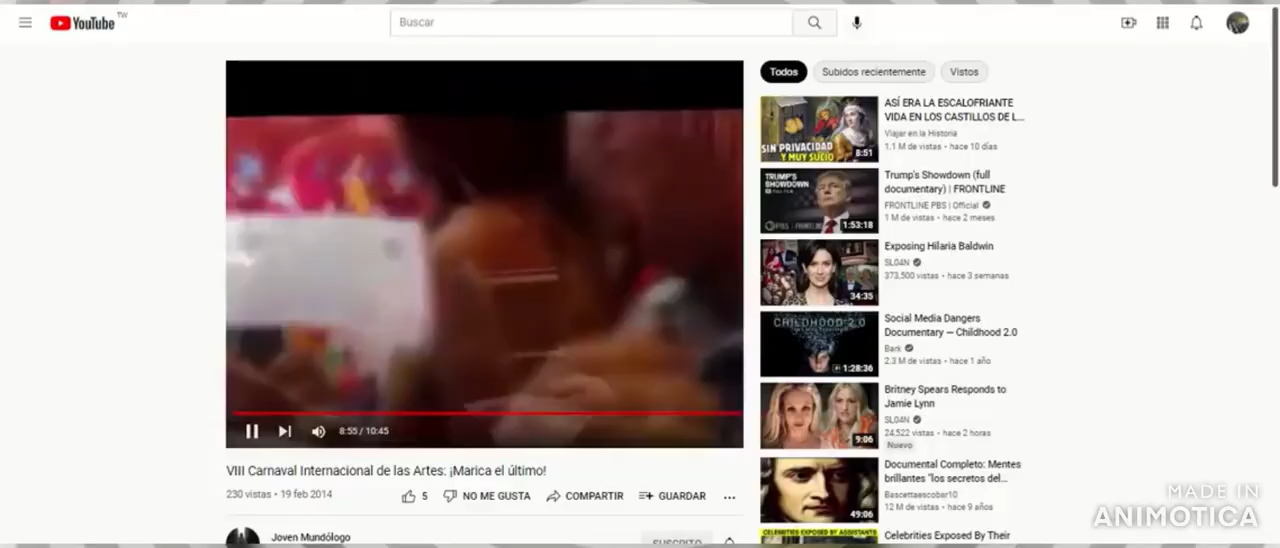 YouTube TW
Buscar
Todos
Subidos recientemente
Vistos
SIN PRIVACIDAD
Y MUY SUCIO
8:51
ASÍ ERA LA ESCALOFRIANTE
VIDA EN LOS CASTILLOS DE L...
Viajar en la Historia
1.1 M de vistas • hace 10 días
TRUMP'S
SHOWDOWN
1:53:18
Trump's Showdown (full
documentary) | FRONTLINE
FRONTLINE PBS | Official
1 M de vistas • hace 2 meses
34:35
Exposing Hilaria Baldwin
SLO4N
373,500 vistas • hace 3 semanas
CHILDHOOD 2.0
1:28:36
Social Media Dangers
Documentary — Childhood 2.0
Bark
2.3 M de vistas • hace 1 año
9:06
Britney Spears Responds to
Jamie Lynn
SLO4N
24,522 vistas • hace 2 horas
Nuevo
49:06
Documental Completo: Mentes
brillantes "los secretos del...
Bascettaescobar10
12 M de vistas • hace 9 años
CELEBRITIES EXPOSED BY ASSISTANTS
Celebrities Exposed By Their
8:55 / 10:45
VIII Carnaval Internacional de las Artes: ¡Marica el último!
230 vistas • 19 feb 2014
5
NO ME GUSTA
COMPARTIR
GUARDAR
Joven Mundólogo
SUSCRITO
MADE IN
ANIMOTICA